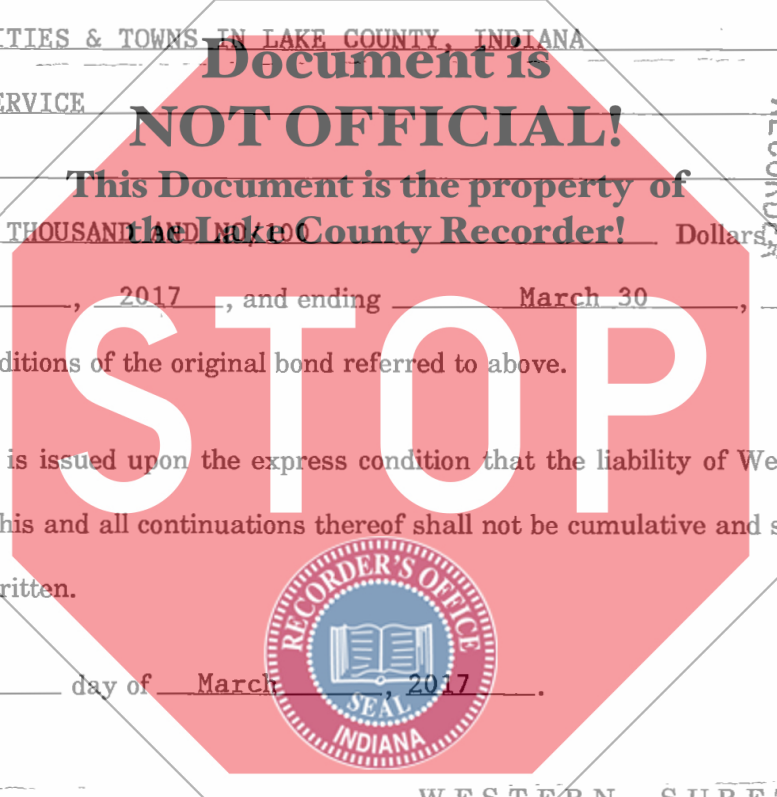 ITIES & TOWNS IN LAKE COUNTY, INDIANA
Document is
ERVICE
NOT OFFICIAL!
This Document is the property of
the Lake County Recorder!
THOUSAND AND NO/100 Dollars,
, 2017 , and ending March 30 ,
ditions of the original bond referred to above.
STOP
is issued upon the express condition that the liability of We
his and all continuations thereof shall not be cumulative and s
ritten.
RECORDER'S OFFICE
SEAL
INDIANA
day of March , 2017 .
WESTERN SURET